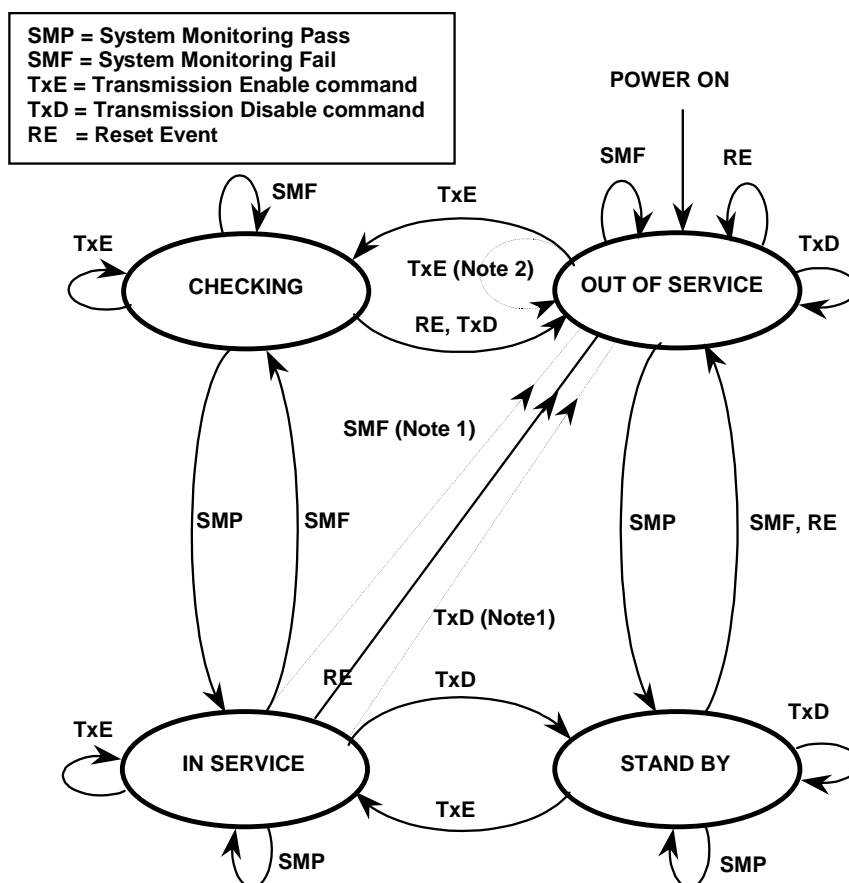 SMP = System Monitoring Pass
SMF = System Monitoring Fail
TxE = Transmission Enable command
TxD = Transmission Disable command
RE = Reset Event
POWER ON
SMF
RE
SMF
TxE
TxE
TxD
TxE (Note 2)
CHECKING
OUT OF SERVICE
RE, TxD
SMF (Note 1)
SMP
SMF
SMP
SMF, RE
TxD (Note1)
RE
TxD
TxE
TxD
IN SERVICE
STAND BY
TxE
SMP
SMP